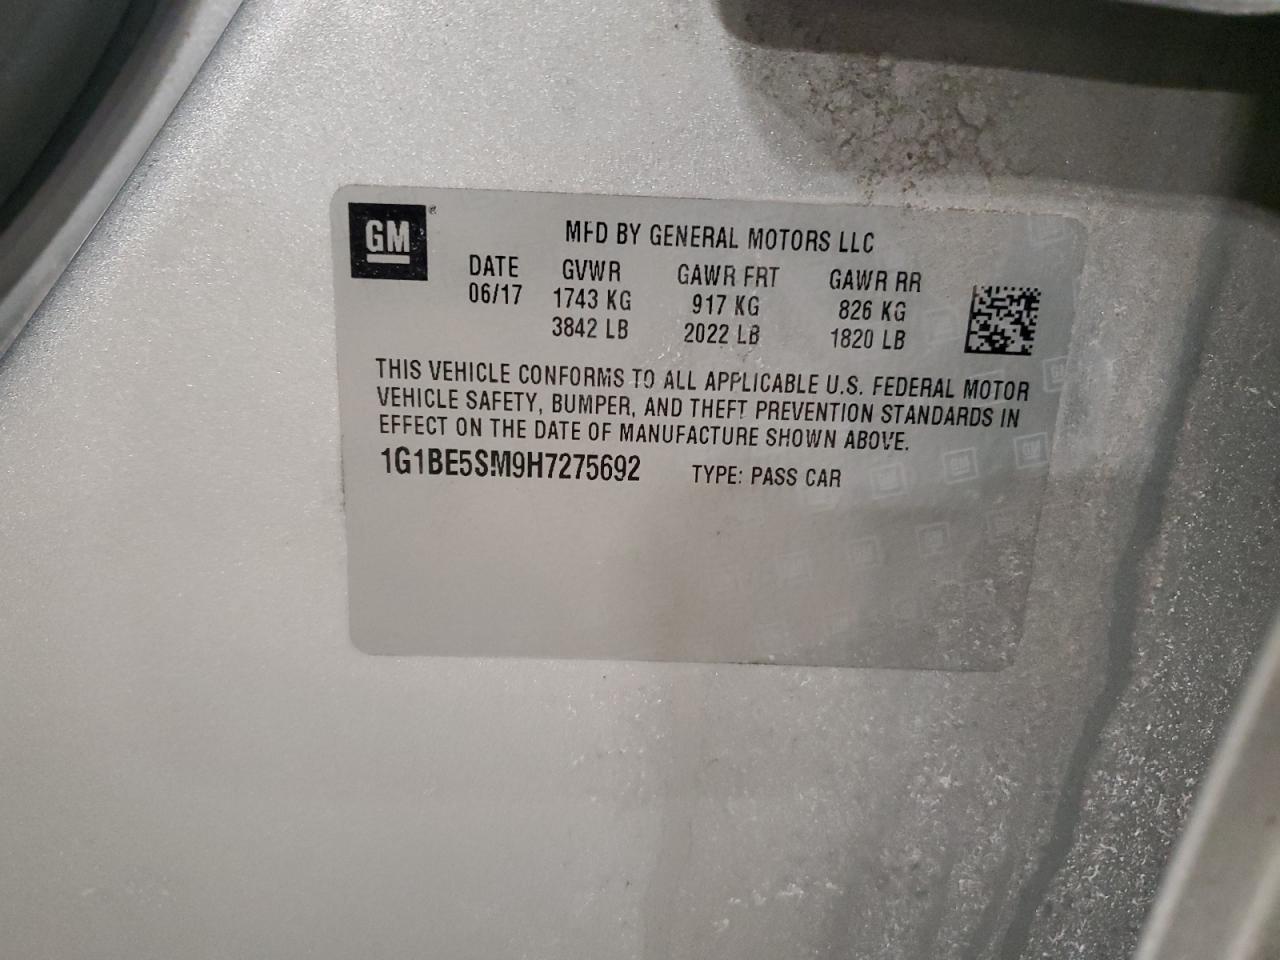 GM®
MFD BY GENERAL MOTORS LLC
DATE GVWR GAWR FRT GAWR RR
06/17 1743 KG 917 KG 826 KG
3842 LB 2022 LB 1820 LB
THIS VEHICLE CONFORMS TO ALL APPLICABLE U.S. FEDERAL MOTOR
VEHICLE SAFETY, BUMPER, AND THEFT PREVENTION STANDARDS IN
EFFECT ON THE DATE OF MANUFACTURE SHOWN ABOVE.
1G1BE5SM9H7275692 TYPE: PASS CAR